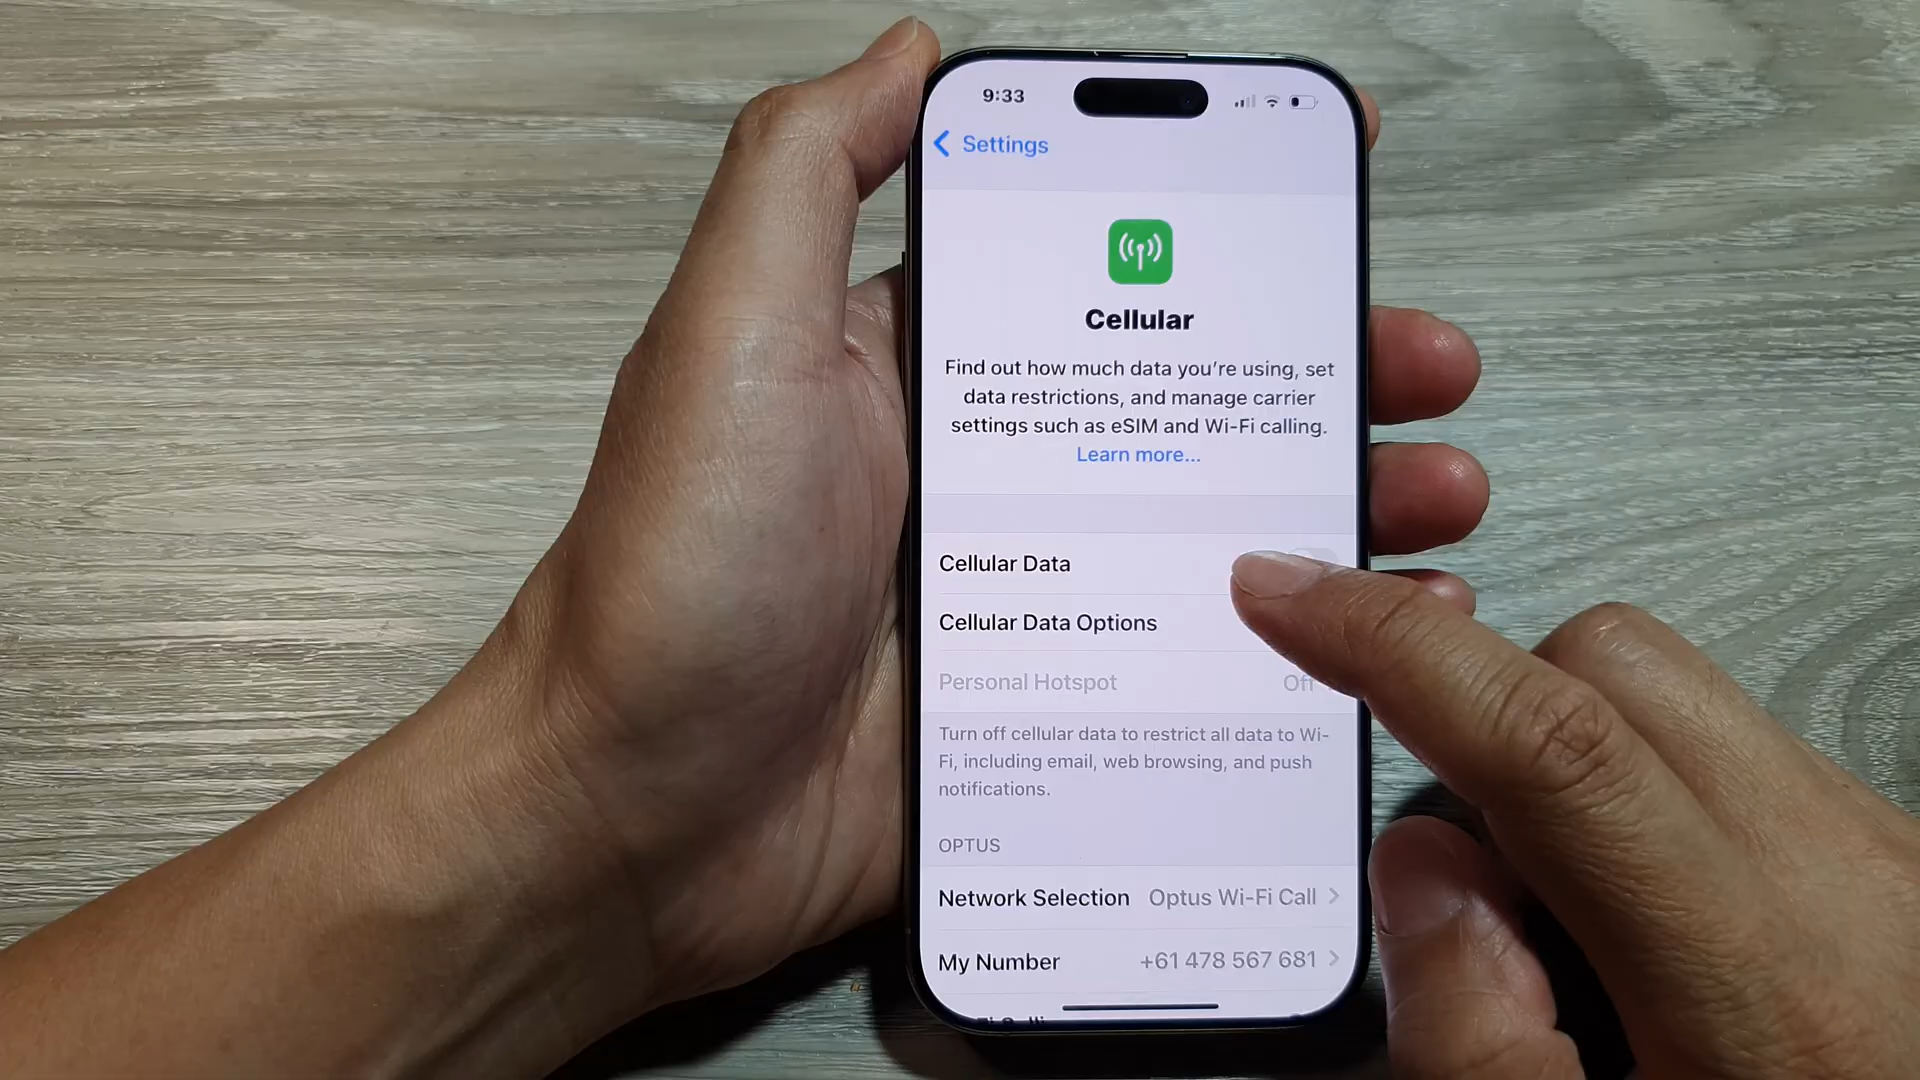 9:33
Settings
Cellular
Find out how much data you're using, set
data restrictions, and manage carrier
settings such as eSIM and Wi-Fi calling.
Learn more...
Cellular Data
Cellular Data Options
Personal Hotspot Off
Turn off cellular data to restrict all data to Wi-
Fi, including email, web browsing, and push
notifications.
OPTUS
Network Selection Optus Wi-Fi Call
My Number +61 478 567 681